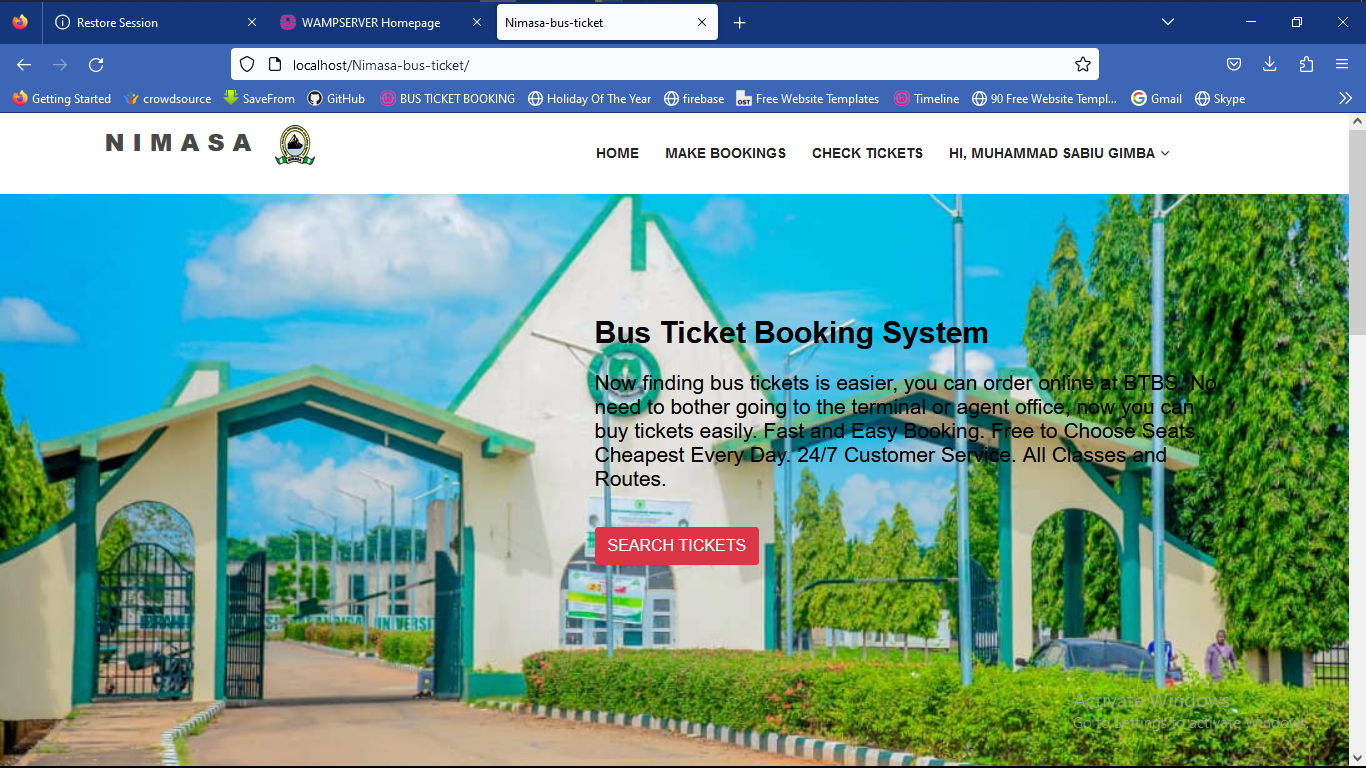 Restore Session
WAMPSERVER Homepage
Nimasa-bus-ticket
localhost/Nimasa-bus-ticket/
Getting Started
crowdsource
SaveFrom
GitHub
BUS TICKET BOOKING
Holiday Of The Year
firebase
Free Website Templates
Timeline
90 Free Website Templ...
Gmail
Skype
NIMASA
HOME
MAKE BOOKINGS
CHECK TICKETS
HI, MUHAMMAD SABIU GIMBA
Bus Ticket Booking System
Now finding bus tickets is easier, you can order online at BTBS. No
need to bother going to the terminal or agent office, now you can
buy tickets easily. Fast and Easy Booking. Free to Choose Seats.
Cheapest Every Day. 24/7 Customer Service. All Classes and
Routes.
SEARCH TICKETS
Activate Windows
Go to Settings to activate Windows.